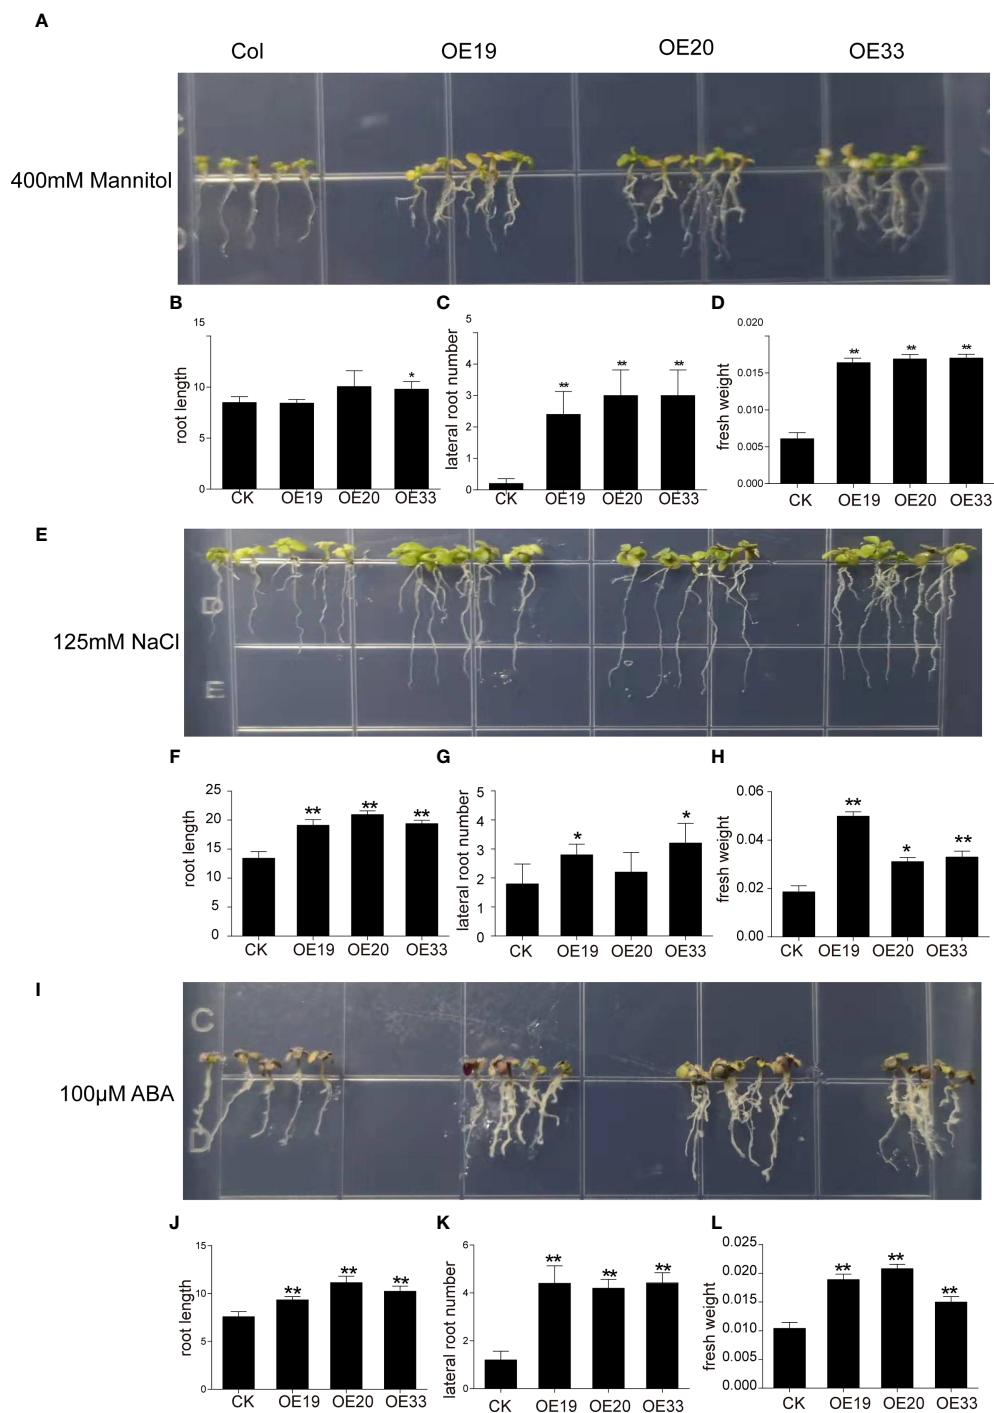 A
Col OE19 OE20 OE33
400mM Mannitol
B
15
10
5
0
root length
*
CK OE19 OE20 OE33
C
5
4
3
2
1
0
lateral root number
** ** **
CK OE19 OE20 OE33
D
0.020
0.015
0.010
0.005
0.000
fresh weight
** ** **
CK OE19 OE20 OE33
E
125mM NaCl
D
E
F
25
20
15
10
5
0
root length
** ** **
CK OE19 OE20 OE33
G
5
4
3
2
1
0
lateral root number
* *
CK OE19 OE20 OE33
H
0.06
0.04
0.02
0.00
fresh weight
** * **
CK OE19 OE20 OE33
I
100μM ABA
C
D
J
15
10
5
0
root length
** ** **
CK OE19 OE20 OE33
K
6
4
2
0
lateral root number
** ** **
CK OE19 OE20 OE33
L
0.025
0.020
0.015
0.010
0.005
0.000
fresh weight
** ** **
CK OE19 OE20 OE33